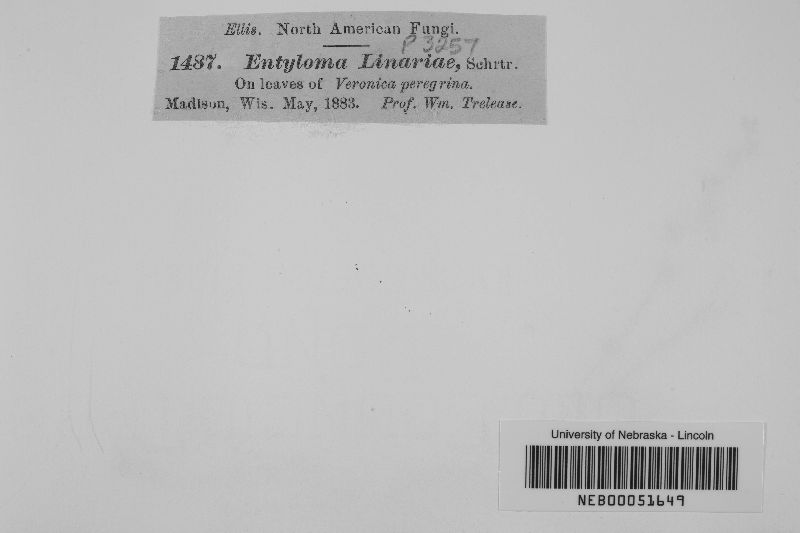 Ellis. North American Fungi.
P 3257
1487. Entyloma Linariae, Schrtr.
On leaves of Veronica peregrina.
Madison, Wis. May, 1883. Prof. Wm. Trelease.
University of Nebraska - Lincoln
NEB00051649